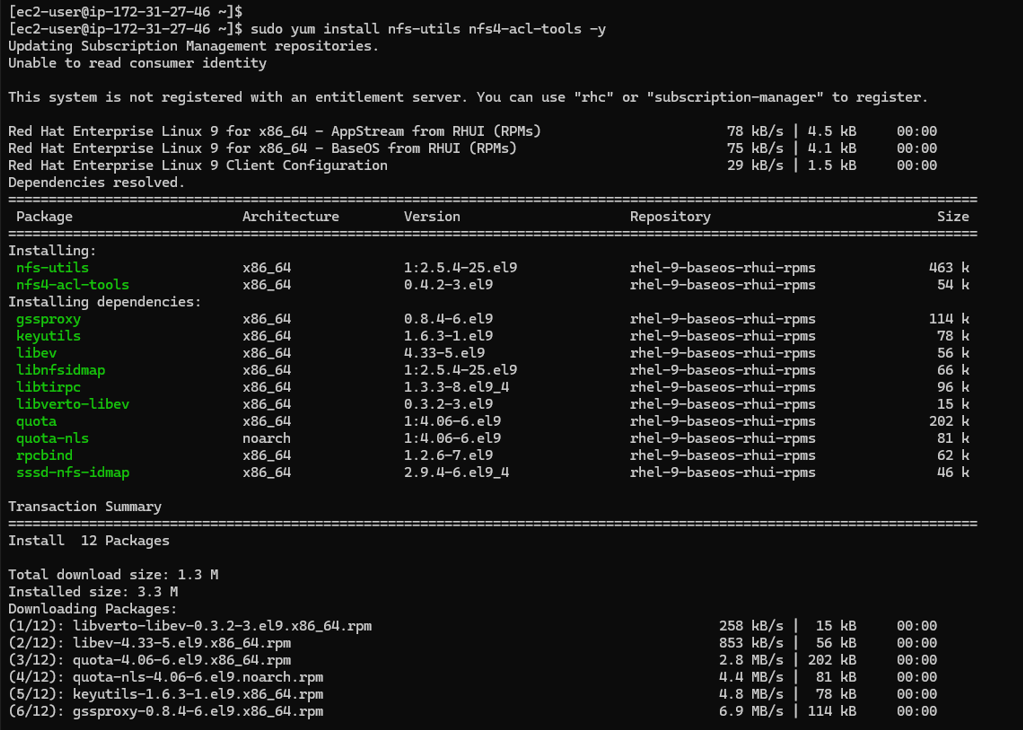 [ec2-user@ip-172-31-27-46 ~]$
[ec2-user@ip-172-31-27-46 ~]$ sudo yum install nfs-utils nfs4-acl-tools -y
Updating Subscription Management repositories.
Unable to read consumer identity
This system is not registered with an entitlement server. You can use "rhc" or "subscription-manager" to register.
Red Hat Enterprise Linux 9 for x86_64 - AppStream from RHUI (RPMs) 78 kB/s | 4.5 kB 00:00
Red Hat Enterprise Linux 9 for x86_64 - BaseOS from RHUI (RPMs) 75 kB/s | 4.1 kB 00:00
Red Hat Enterprise Linux 9 Client Configuration 29 kB/s | 1.5 kB 00:00
Dependencies resolved.
================================================================================
Package Architecture Version Repository Size
================================================================================
Installing:
nfs-utils x86_64 1:2.5.4-25.el9 rhel-9-baseos-rhui-rpms 463 k
nfs4-acl-tools x86_64 0.4.2-3.el9 rhel-9-baseos-rhui-rpms 54 k
Installing dependencies:
gssproxy x86_64 0.8.4-6.el9 rhel-9-baseos-rhui-rpms 114 k
keyutils x86_64 1.6.3-1.el9 rhel-9-baseos-rhui-rpms 78 k
libev x86_64 4.33-5.el9 rhel-9-baseos-rhui-rpms 56 k
libnfsidmap x86_64 1:2.5.4-25.el9 rhel-9-baseos-rhui-rpms 66 k
libtirpc x86_64 1.3.3-8.el9_4 rhel-9-baseos-rhui-rpms 96 k
libverto-libev x86_64 0.3.2-3.el9 rhel-9-baseos-rhui-rpms 15 k
quota x86_64 1:4.06-6.el9 rhel-9-baseos-rhui-rpms 202 k
quota-nls noarch 1:4.06-6.el9 rhel-9-baseos-rhui-rpms 81 k
rpcbind x86_64 1.2.6-7.el9 rhel-9-baseos-rhui-rpms 62 k
sssd-nfs-idmap x86_64 2.9.4-6.el9_4 rhel-9-baseos-rhui-rpms 46 k
Transaction Summary
================================================================================
Install 12 Packages
Total download size: 1.3 M
Installed size: 3.3 M
Downloading Packages:
(1/12): libverto-libev-0.3.2-3.el9.x86_64.rpm 258 kB/s | 15 kB 00:00
(2/12): libev-4.33-5.el9.x86_64.rpm 853 kB/s | 56 kB 00:00
(3/12): quota-4.06-6.el9.x86_64.rpm 2.8 MB/s | 202 kB 00:00
(4/12): quota-nls-4.06-6.el9.noarch.rpm 4.4 MB/s | 81 kB 00:00
(5/12): keyutils-1.6.3-1.el9.x86_64.rpm 4.8 MB/s | 78 kB 00:00
(6/12): gssproxy-0.8.4-6.el9.x86_64.rpm 6.9 MB/s | 114 kB 00:00